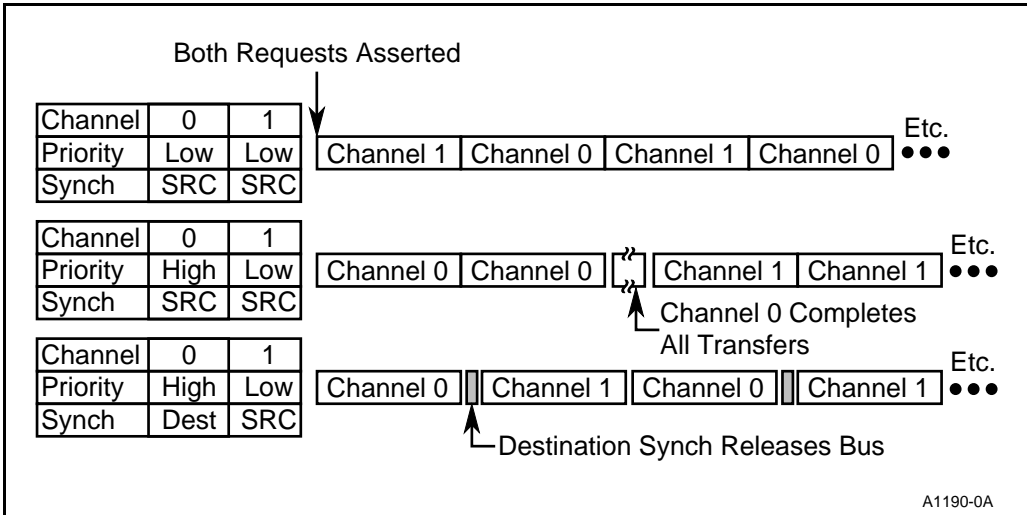 Both Requests Asserted
Channel 0 1
Priority Low Low
Synch SRC SRC
Channel 1 Channel 0 Channel 1 Channel 0
Etc.
Channel 0 1
Priority High Low
Synch SRC SRC
Channel 0 Channel 0 Channel 1 Channel 1
Etc.
Channel 0 Completes
All Transfers
Channel 0 1
Priority High Low
Synch Dest SRC
Channel 0 Channel 1 Channel 0 Channel 1
Etc.
Destination Synch Releases Bus
A1190-0A